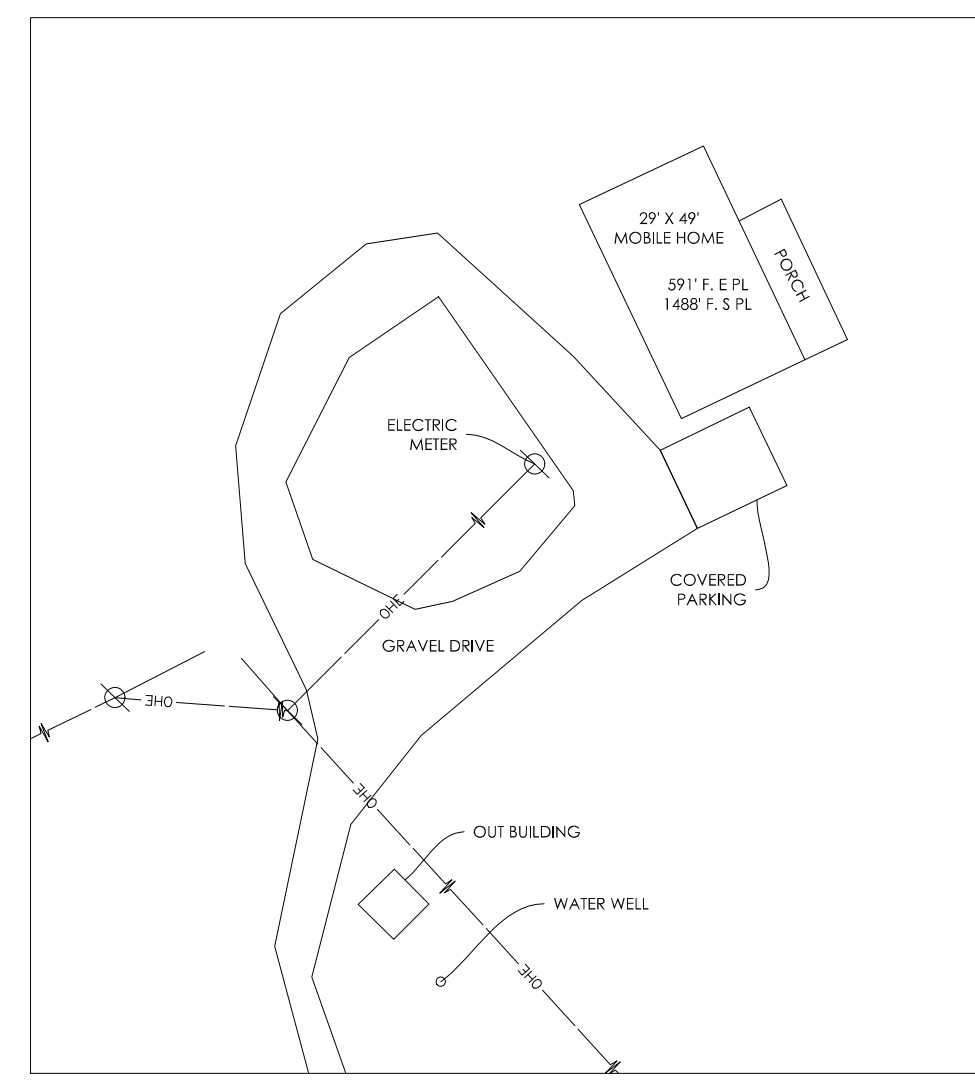 29' X 49'
MOBILE HOME
591' F. E PL
1488' F. S PL
PORCH
ELECTRIC
METER
COVERED
PARKING
OHE
GRAVEL DRIVE
OHE
OHE
OUT BUILDING
WATER WELL
OHE